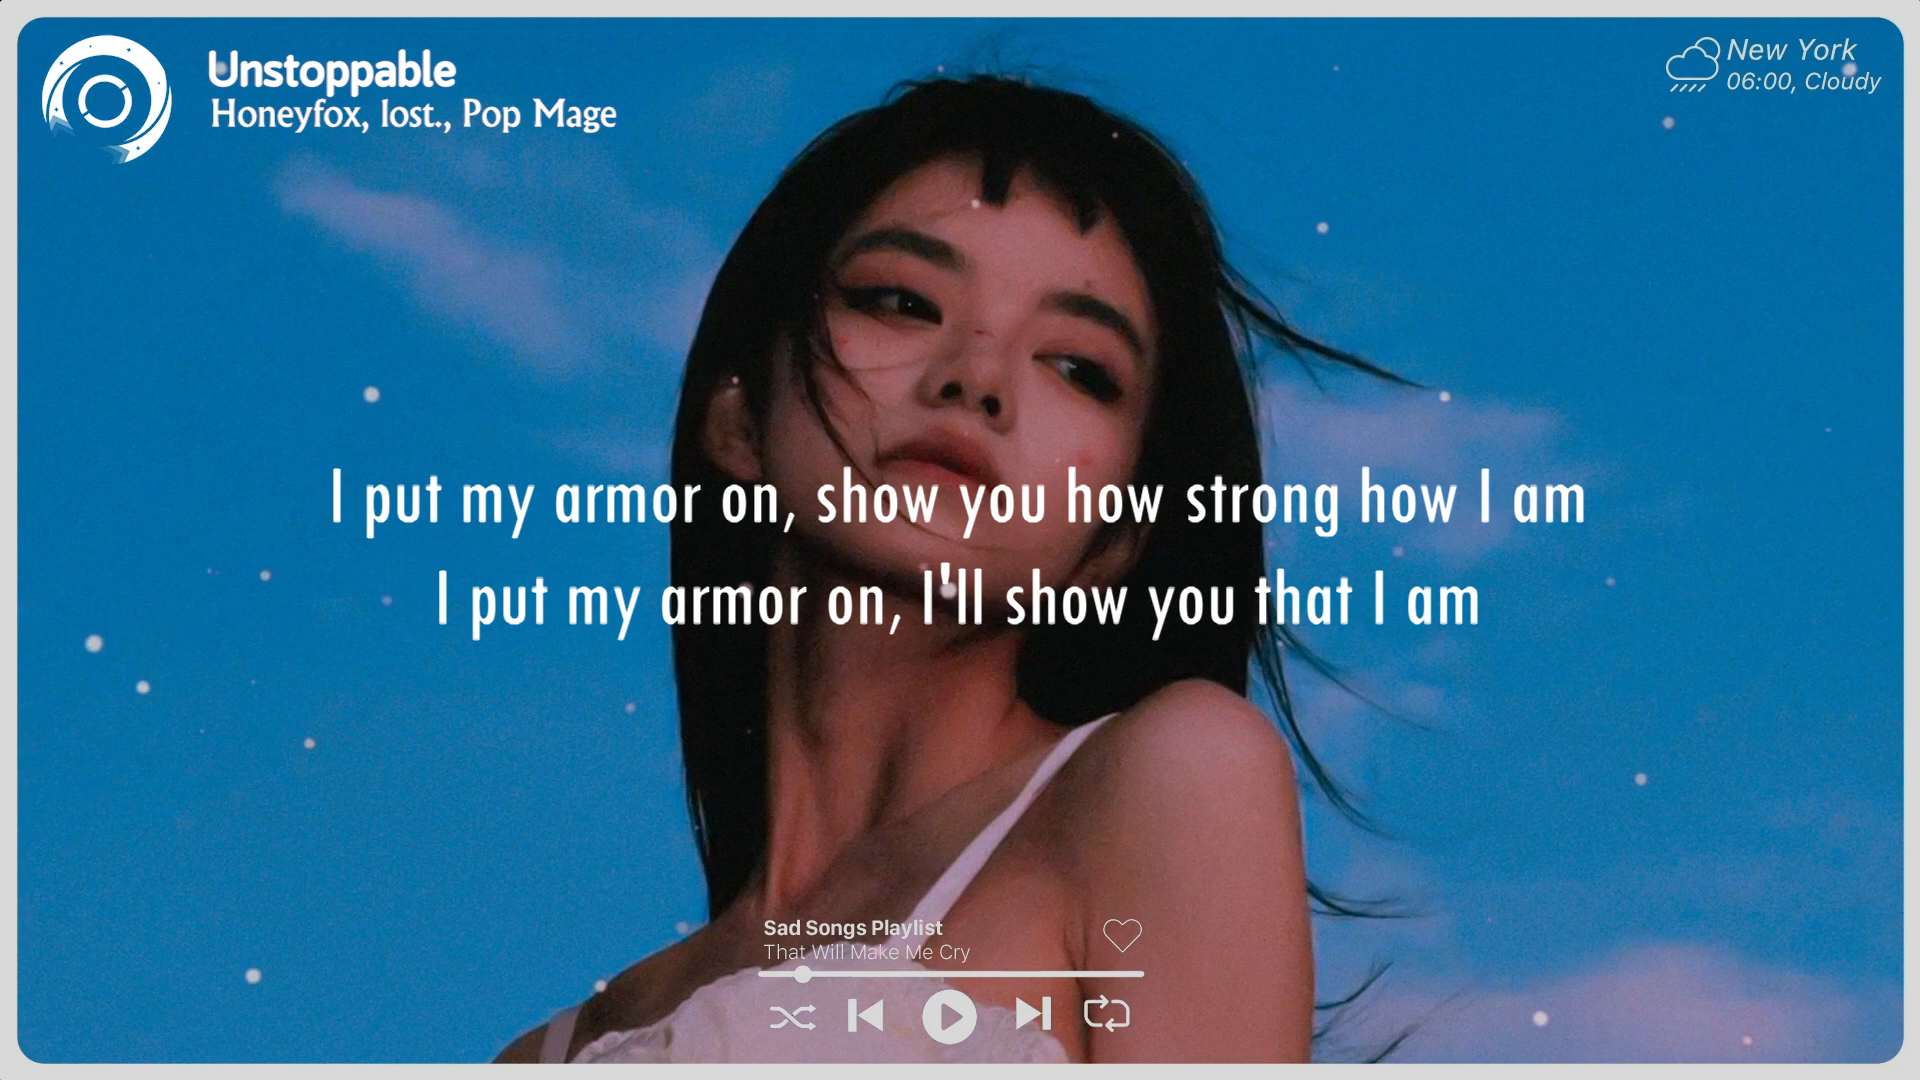 Unstoppable
Honeyfox, lost., Pop Mage
New York
06:00, Cloudy
I put my armor on, show you how strong how I am
I put my armor on, I'll show you that I am
Sad Songs Playlist
That Will Make Me Cry